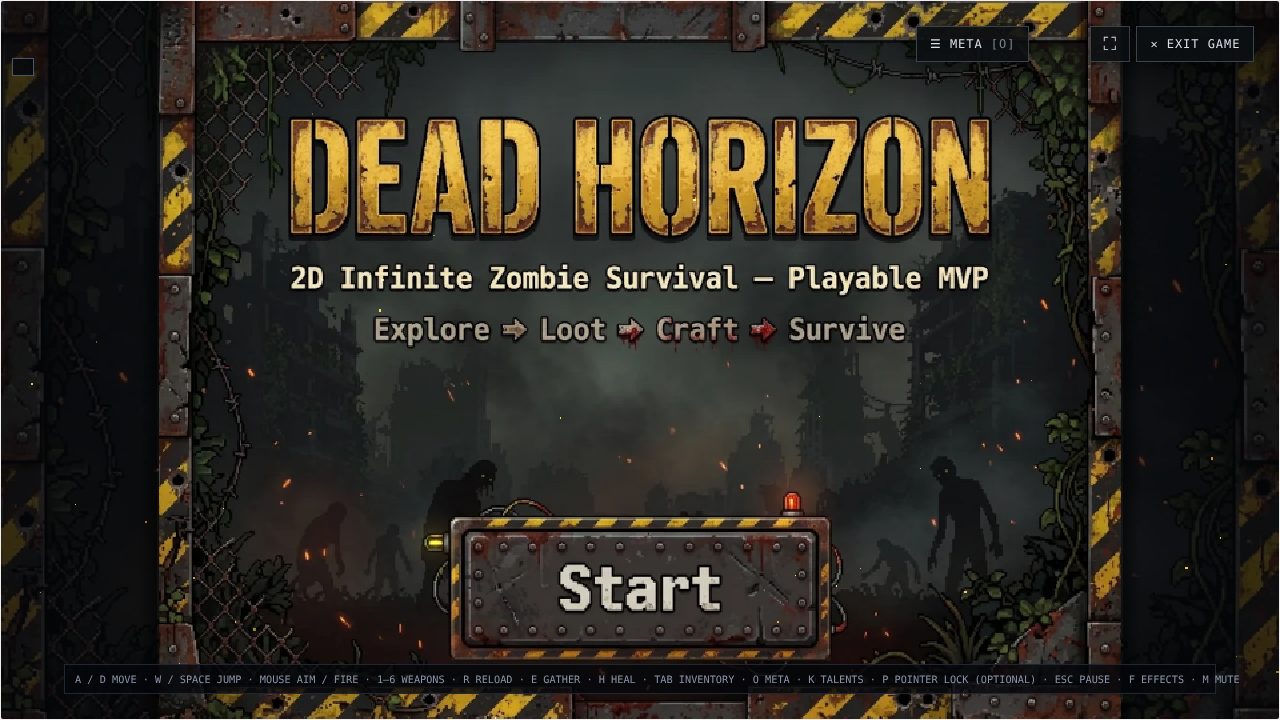 ☰ META [O]
✕ EXIT GAME
DEAD HORIZON
2D Infinite Zombie Survival — Playable MVP
Explore ➡ Loot ➡ Craft ➡ Survive
Start
A / D MOVE · W / SPACE JUMP · MOUSE AIM / FIRE · 1–6 WEAPONS · R RELOAD · E GATHER · H HEAL · TAB INVENTORY · O META · K TALENTS · P POINTER LOCK (OPTIONAL) · ESC PAUSE · F EFFECTS · M MUTE